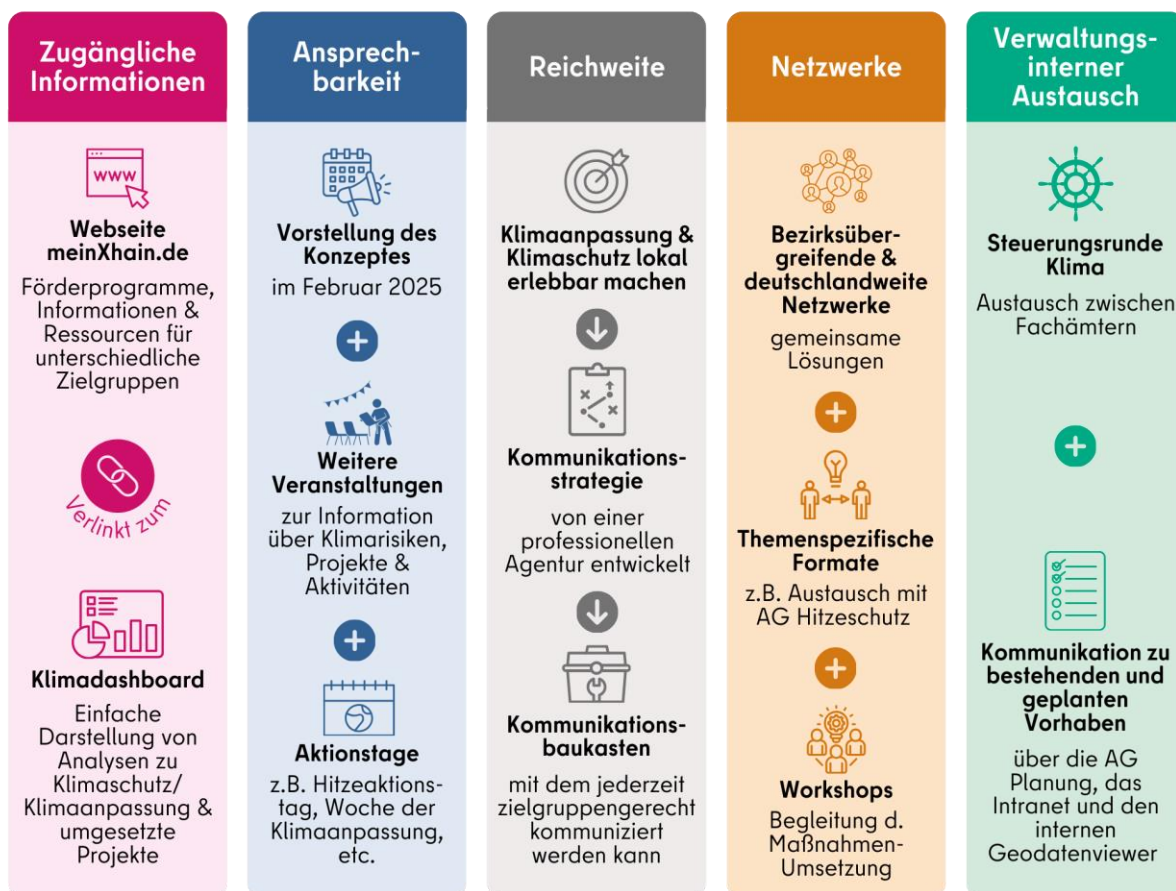 Zugängliche
Informationen
www
Webseite
meinXhain.de
Förderprogramme,
Informationen &
Ressourcen für
unterschiedliche
Zielgruppen
Verlinkt zum
Klimadashboard
Einfache
Darstellung von
Analysen zu
Klimaschutz/
Klimaanpassung &
umgesetzte
Projekte
Ansprech-
barkeit
Vorstellung des
Konzeptes
im Februar 2025
Weitere
Veranstaltungen
zur Information
über Klimarisiken,
Projekte &
Aktivitäten
Aktionstage
z.B. Hitzeaktions-
tag, Woche der
Klimaanpassung,
etc.
Reichweite
Klimaanpassung &
Klimaschutz lokal
erlebbar machen
Kommunikations-
strategie
von einer
professionellen
Agentur entwickelt
Kommunikations-
baukasten
mit dem jederzeit
zielgruppengerecht
kommuniziert
werden kann
Netzwerke
Bezirksüber-
greifende &
deutschlandweite
Netzwerke
gemeinsame
Lösungen
Themenspezifische
Formate
z.B. Austausch mit
AG Hitzeschutz
Workshops
Begleitung d.
Maßnahmen-
Umsetzung
Verwaltungs-
interner
Austausch
Steuerungsrunde
Klima
Austausch zwischen
Fachämtern
Kommunikation zu
bestehenden und
geplanten
Vorhaben
über die AG
Planung, das
Intranet und den
internen
Geodatenviewer